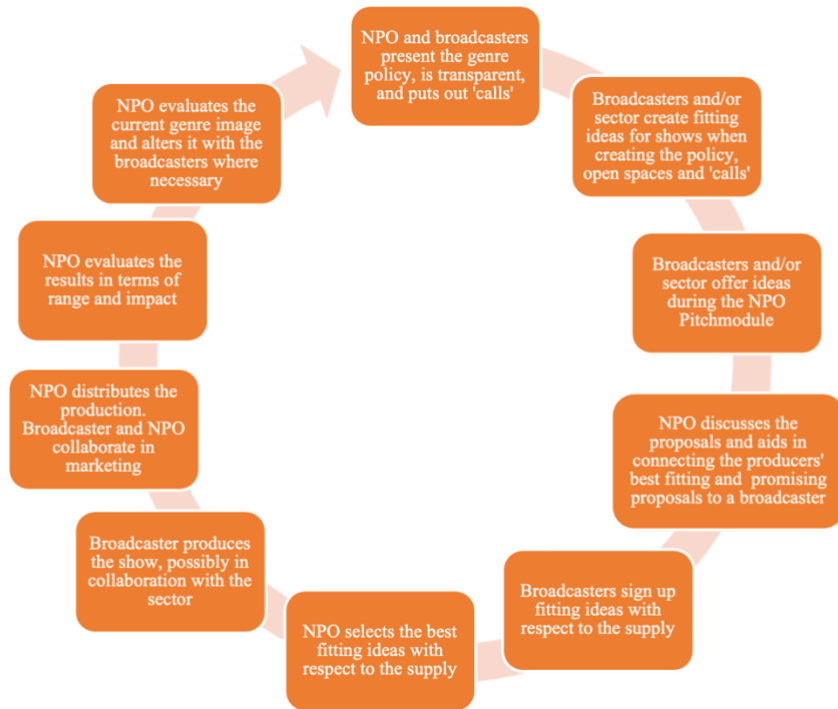 NPO and broadcasters
present the genre
policy, is transparent,
and puts out 'calls'
Broadcasters and/or
sector create fitting
ideas for shows when
creating the policy,
open spaces and 'calls'
Broadcasters and/or
sector offer ideas
during the NPO
Pitchmodule
NPO discusses the
proposals and aids in
connecting the producers'
best fitting and promising
proposals to a broadcaster
Broadcasters sign up
fitting ideas with
respect to the supply
NPO selects the best
fitting ideas with
respect to the supply
Broadcaster produces
the show, possibly in
collaboration with the
sector
NPO distributes the
production.
Broadcaster and NPO
collaborate in
marketing
NPO evaluates the
results in terms of
range and impact
NPO evaluates the
current genre image
and alters it with the
broadcasters where
necessary